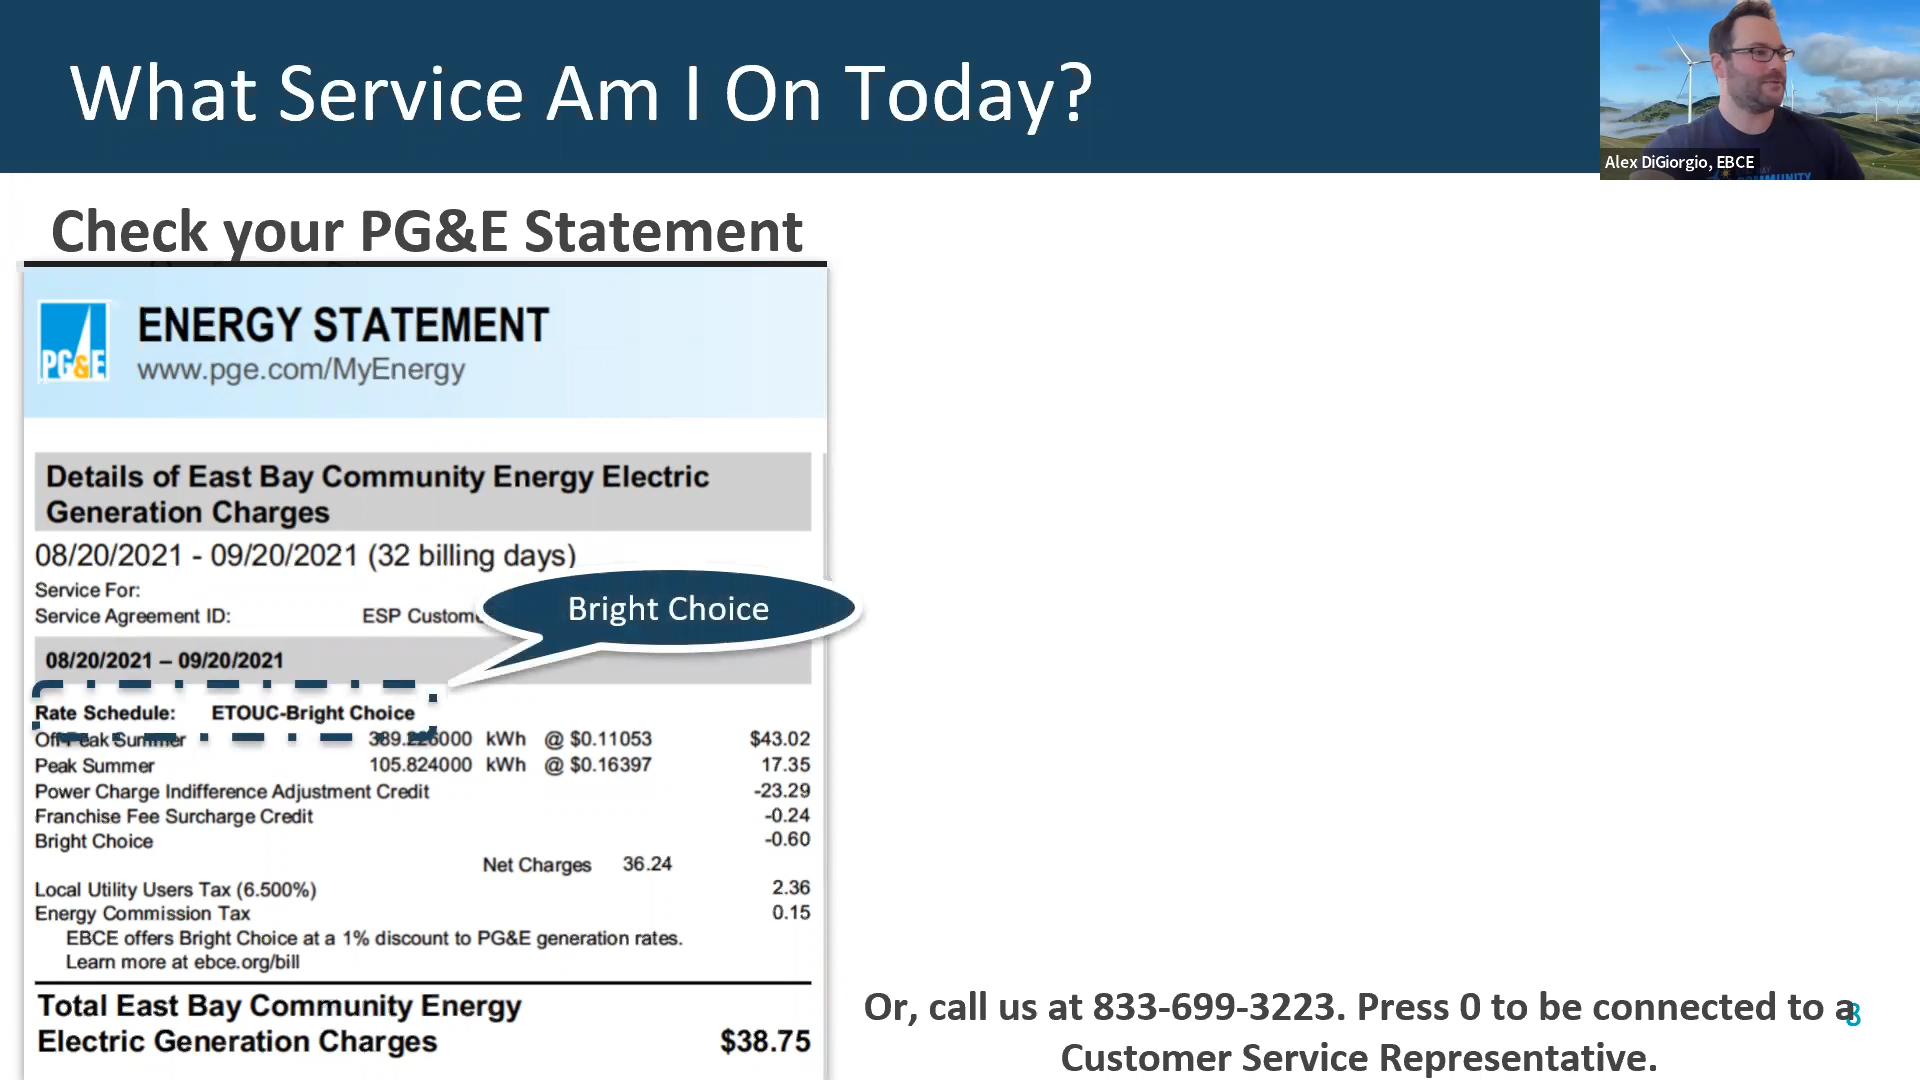 What Service Am I On Today?
Alex DiGiorgio, EBCE
Check your PG&E Statement
PG&E
ENERGY STATEMENT
www.pge.com/MyEnergy
Details of East Bay Community Energy Electric
Generation Charges
08/20/2021 - 09/20/2021 (32 billing days)
Service For:
Service Agreement ID: ESP
Bright Choice
08/20/2021 – 09/20/2021
Rate Schedule: ETOUC-Bright Choice
Off Peak Summer 389.226000 kWh @ $0.11053 $43.02
Peak Summer 105.824000 kWh @ $0.16397 17.35
Power Charge Indifference Adjustment Credit -23.29
Franchise Fee Surcharge Credit -0.24
Bright Choice -0.60
Net Charges 36.24
Local Utility Users Tax (6.500%) 2.36
Energy Commission Tax 0.15
EBCE offers Bright Choice at a 1% discount to PG&E generation rates.
Learn more at ebce.org/bill
Total East Bay Community Energy
Electric Generation Charges $38.75
Or, call us at 833-699-3223. Press 0 to be connected to a
Customer Service Representative.